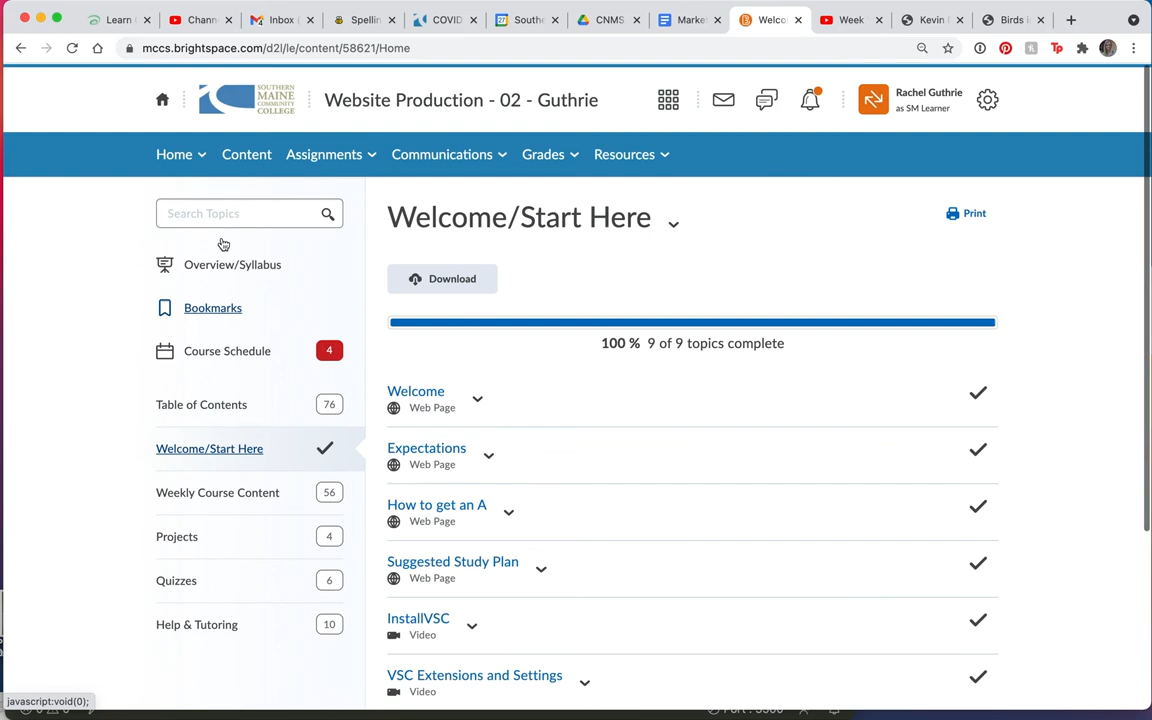 Learn
Chann
Inbox (
Spellin
COVID
Southe
CNMS
Market
Welco
Week
Kevin
Birds i
mccs.brightspace.com/d2l/le/content/58621/Home
SOUTHERN
MAINE
COMMUNITY
COLLEGE
Website Production - 02 - Guthrie
Rachel Guthrie
as SM Learner
Home
Content
Assignments
Communications
Grades
Resources
Search Topics
Overview/Syllabus
Bookmarks
Course Schedule
4
Table of Contents
76
Welcome/Start Here
Weekly Course Content
56
Projects
4
Quizzes
6
Help & Tutoring
10
Welcome/Start Here
Print
Download
100 % 9 of 9 topics complete
Welcome
Web Page
Expectations
Web Page
How to get an A
Web Page
Suggested Study Plan
Web Page
InstallVSC
Video
VSC Extensions and Settings
Video
javascript:void(0);